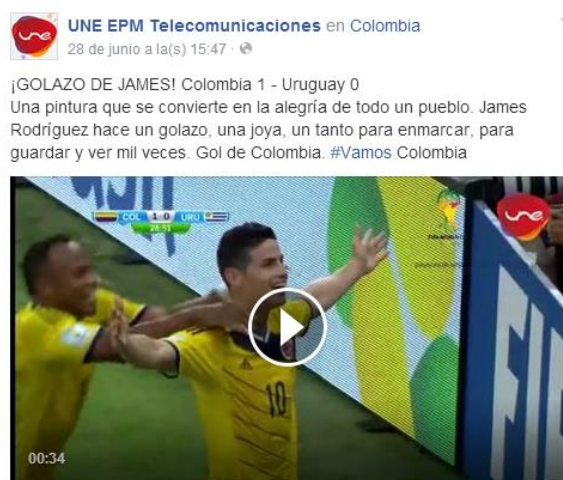 une
UNE EPM Telecomunicaciones en Colombia
28 de junio a la(s) 15:47 ·
¡GOLAZO DE JAMES! Colombia 1 - Uruguay 0
Una pintura que se convierte en la alegría de todo un pueblo. James
Rodríguez hace un golazo, una joya, un tanto para enmarcar, para
guardar y ver mil veces. Gol de Colombia. #Vamos Colombia
COL 1 0 URU
28:51
une
FIF
10
00:34